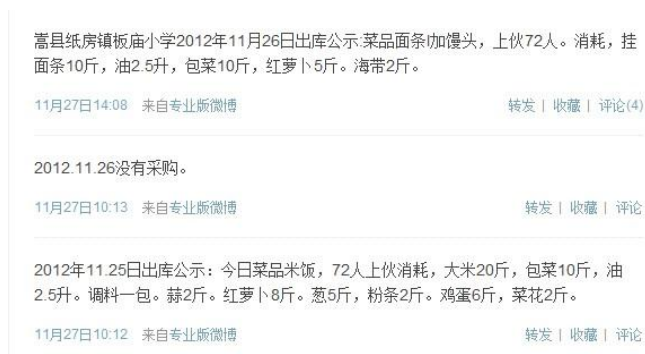 嵩县纸房镇板庙小学2012年11月26日出库公示:菜品面条加馒头，上伙72人。消耗，挂
面条10斤，油2.5升，包菜10斤，红萝卜5斤。海带2斤。
11月27日14:08 来自专业版微博 转发 | 收藏 | 评论(4)
2012.11.26没有采购。
11月27日10:13 来自专业版微博 转发 | 收藏 | 评论
2012年11.25日出库公示：今日菜品米饭，72人上伙消耗，大米20斤，包菜10斤，油
2.5升。调料一包。蒜2斤。红萝卜8斤。葱5斤，粉条2斤。鸡蛋6斤，菜花2斤。
11月27日10:12 来自专业版微博 转发 | 收藏 | 评论